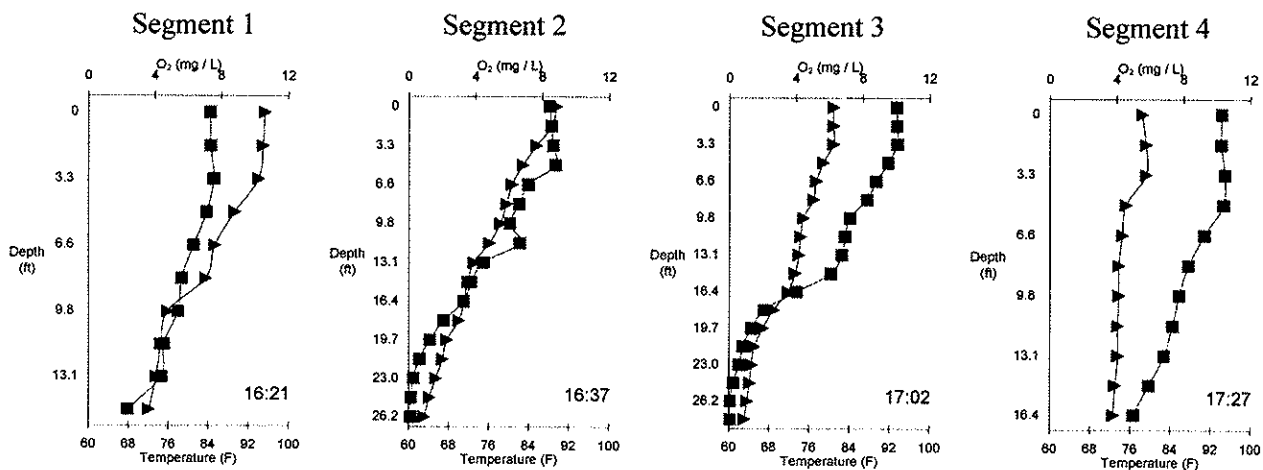 Segment 1
O₂ (mg / L)
0 4 8 12
0
3.3
6.6
9.8
13.1
Depth
(ft)
16:21
60 68 76 84 92 100
Temperature (F)
Segment 2
O₂ (mg / L)
0 4 8 12
0
3.3
6.6
9.8
13.1
16.4
19.7
23.0
26.2
Depth
(ft)
16:37
60 68 76 84 92 100
Temperature (F)
Segment 3
O₂ (mg / L)
0 4 8 12
0
3.3
6.6
9.8
13.1
16.4
19.7
23.0
26.2
Depth
(ft)
17:02
60 68 76 84 92 100
Temperature (F)
Segment 4
O₂ (mg / L)
0 4 8 12
0
3.3
6.6
9.8
13.1
16.4
Depth
(ft)
17:27
60 68 76 84 92 100
Temperature (F)